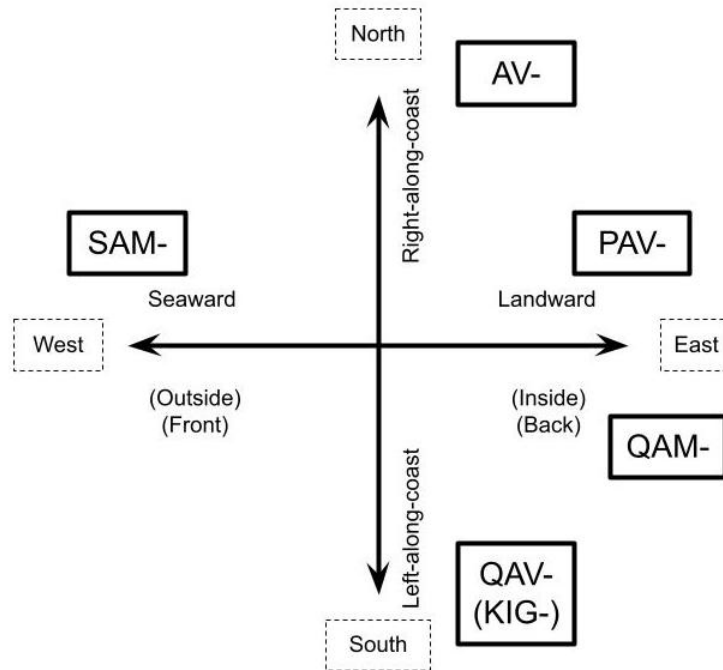 North
AV-
Right-along-coast
SAM-
PAV-
Seaward
Landward
West
East
(Outside)
(Front)
(Inside)
(Back)
QAM-
Left-along-coast
QAV-
(KIG-)
South